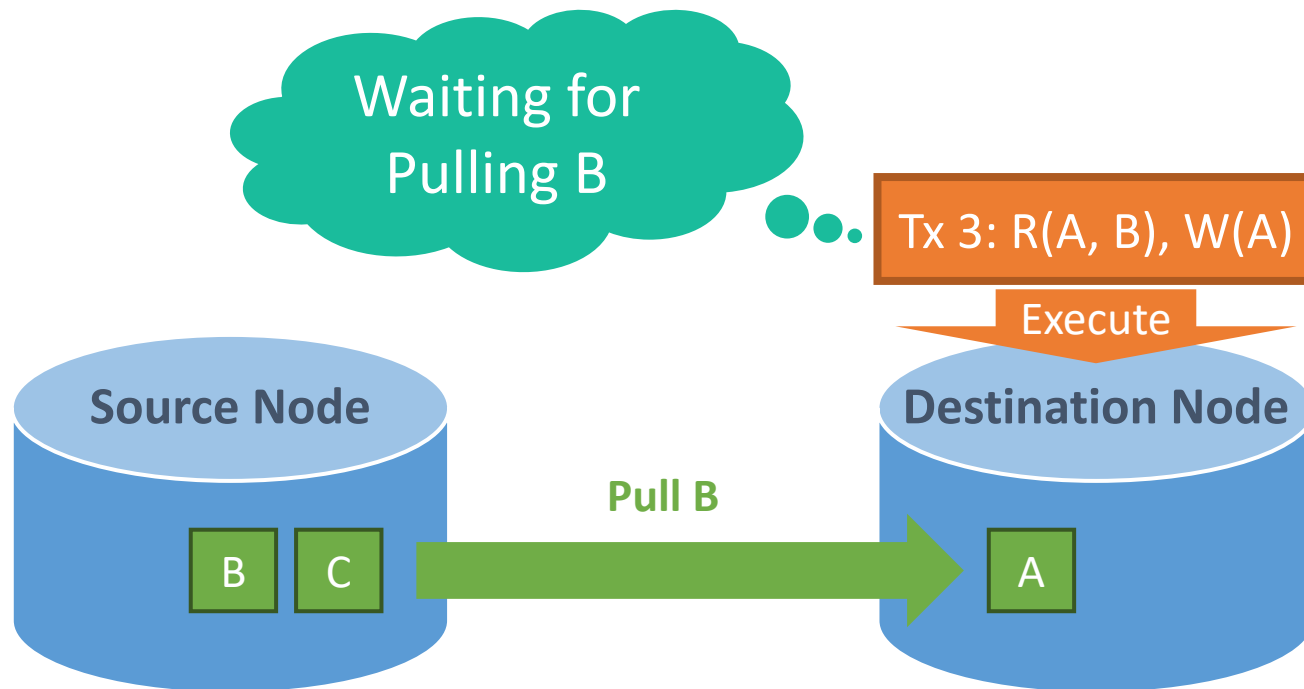 Waiting for
Pulling B
Tx 3: R(A, B), W(A)
Execute
Source Node
Destination Node
Pull B
B
C
A